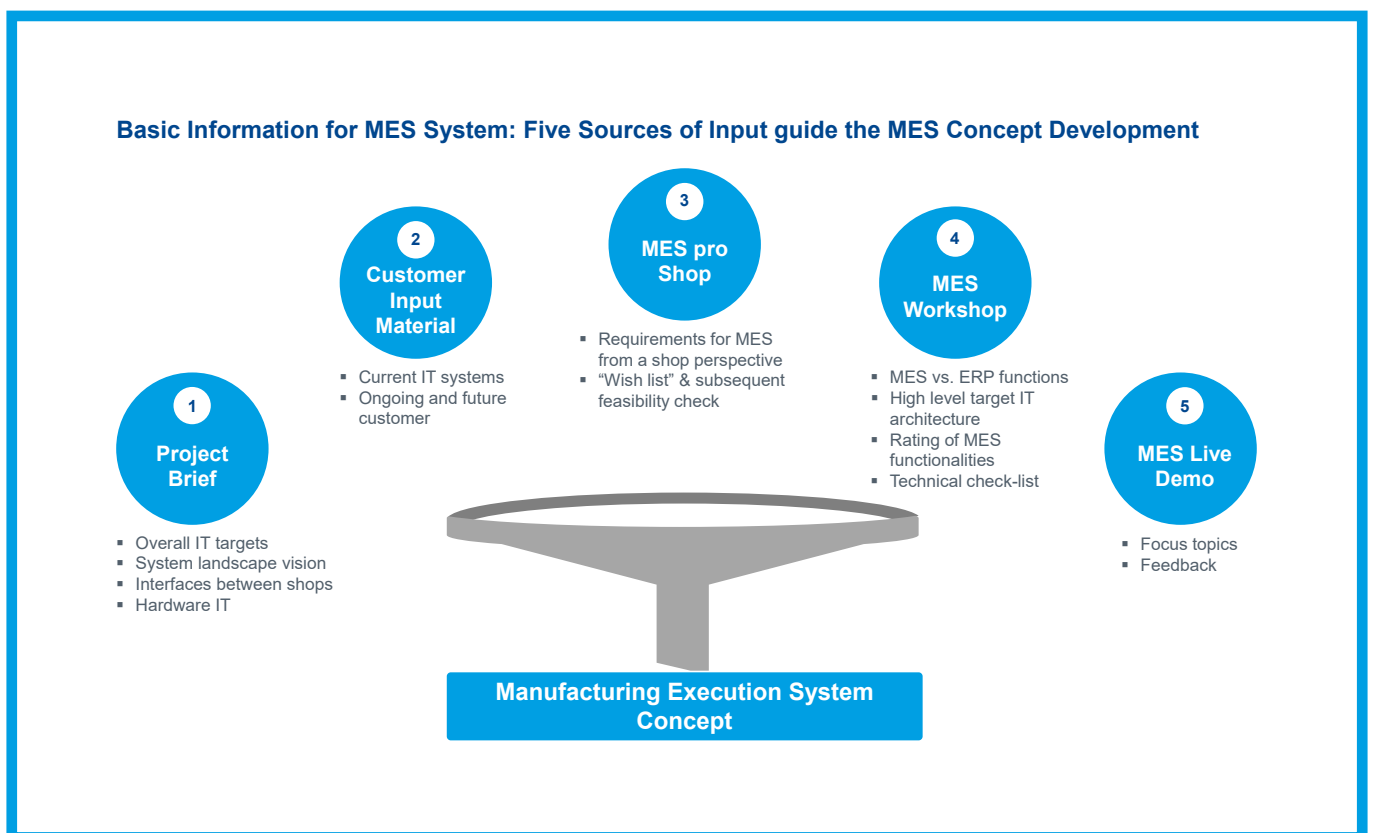 Basic Information for MES System: Five Sources of Input guide the MES Concept Development
1
Project
Brief
▪ Overall IT targets
▪ System landscape vision
▪ Interfaces between shops
▪ Hardware IT
2
Customer
Input
Material
▪ Current IT systems
▪ Ongoing and future
customer
3
MES pro
Shop
▪ Requirements for MES
from a shop perspective
▪ “Wish list” & subsequent
feasibility check
4
MES
Workshop
▪ MES vs. ERP functions
▪ High level target IT
architecture
▪ Rating of MES
functionalities
▪ Technical check-list
5
MES Live
Demo
▪ Focus topics
▪ Feedback
Manufacturing Execution System
Concept